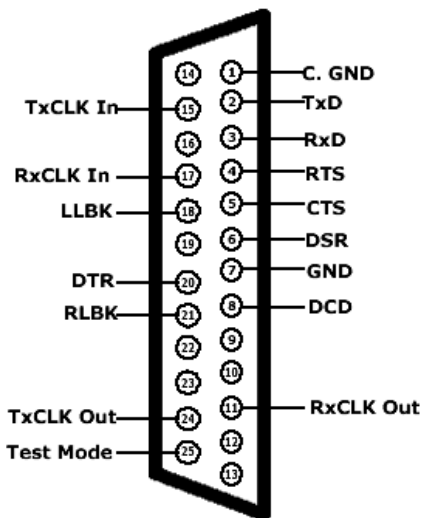 14 1 C. GND
TxCLK In 15 2 TxD
16 3 RxD
RxCLK In 17 4 RTS
LLBK 18 5 CTS
19 6 DSR
7 GND
DTR 20
RLBK 21 8 DCD
22 9
23 10
TxCLK Out 24 11 RxCLK Out
Test Mode 25 12
13